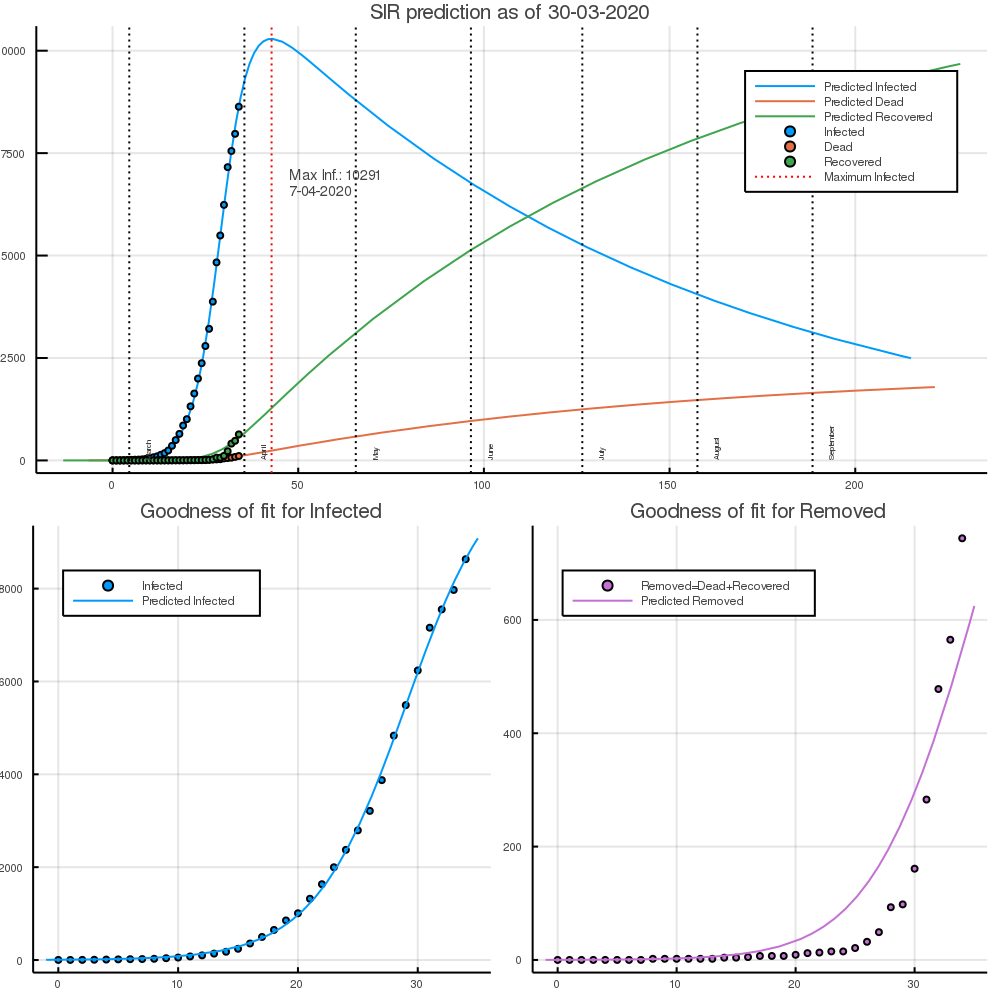 SIR prediction as of 30-03-2020
0000
7500
5000
2500
0
Predicted Infected
Predicted Dead
Predicted Recovered
Infected
Dead
Recovered
Maximum Infected
Max Inf.: 10291
7-04-2020
arch
April
May
June
July
August
September
0
50
100
150
200
Goodness of fit for Infected
8000
6000
4000
2000
0
Infected
Predicted Infected
0
10
20
30
Goodness of fit for Removed
600
400
200
0
Removed=Dead+Recovered
Predicted Removed
0
10
20
30